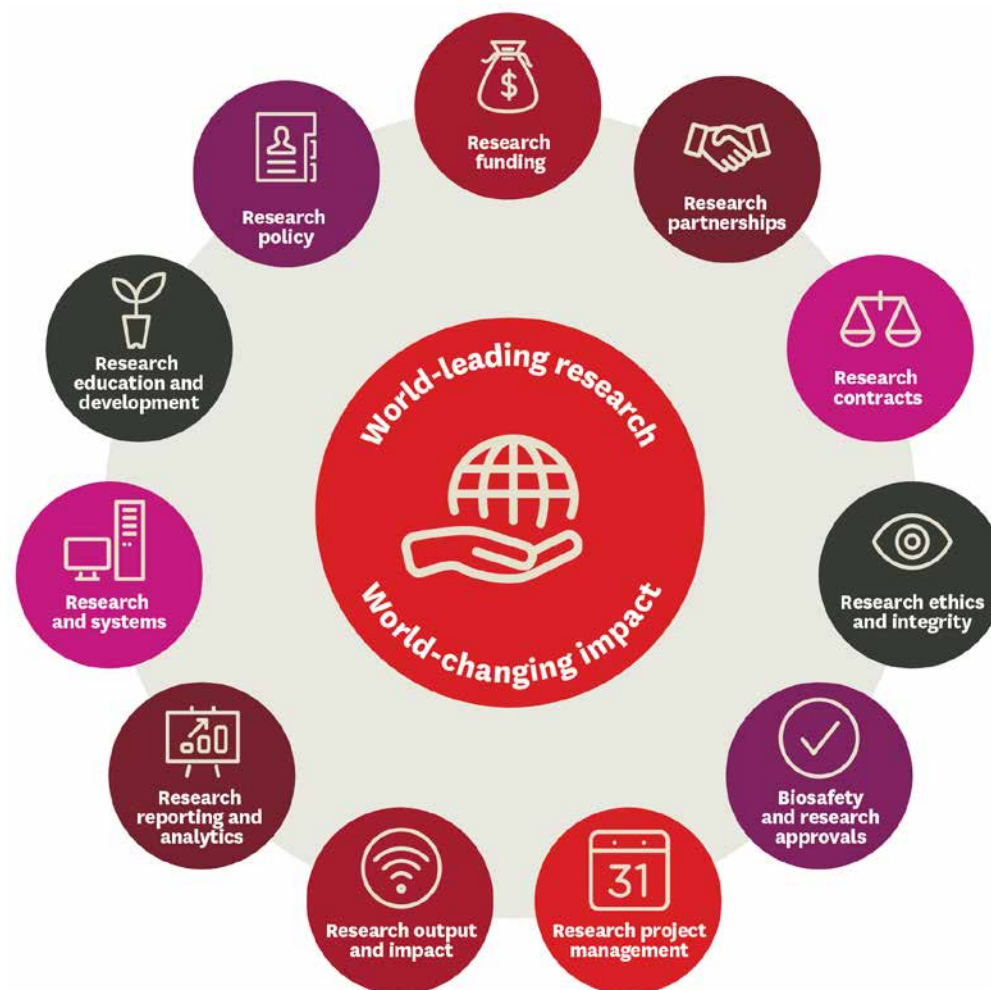 $
Research
funding
Research
partnerships
Research
contracts
Research ethics
and integrity
Biosafety
and research
approvals
31
Research project
management
Research output
and impact
Research
reporting and
analytics
Research
and systems
Research
education and
development
Research
policy
World-leading research
World-changing impact